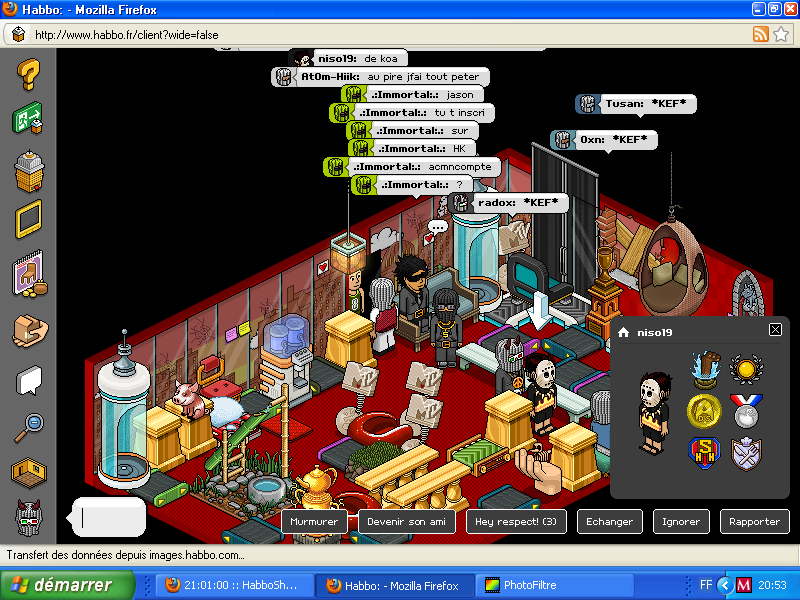 Habbo: - Mozilla Firefox
http://www.habbo.fr/client?wide=false
niso19: de koa
At0m-Hiik: au pire jfai tout peter
.:Immortal:.: jason
.:Immortal:.: tu t inscri
.:Immortal:.: sur
.:Immortal:.: HK
.:Immortal:.: acmncompte
.:Immortal:.: ?
Tusan: *KEF*
Oxn: *KEF*
radox: *KEF*
niso19
Murmurer
Devenir son ami
Hey respect! (3)
Echanger
Ignorer
Rapporter
Transfert des données depuis images.habbo.com...
démarrer
21:01:00 :: HabboSh...
Habbo: - Mozilla Firefox
PhotoFiltre
FF
20:53